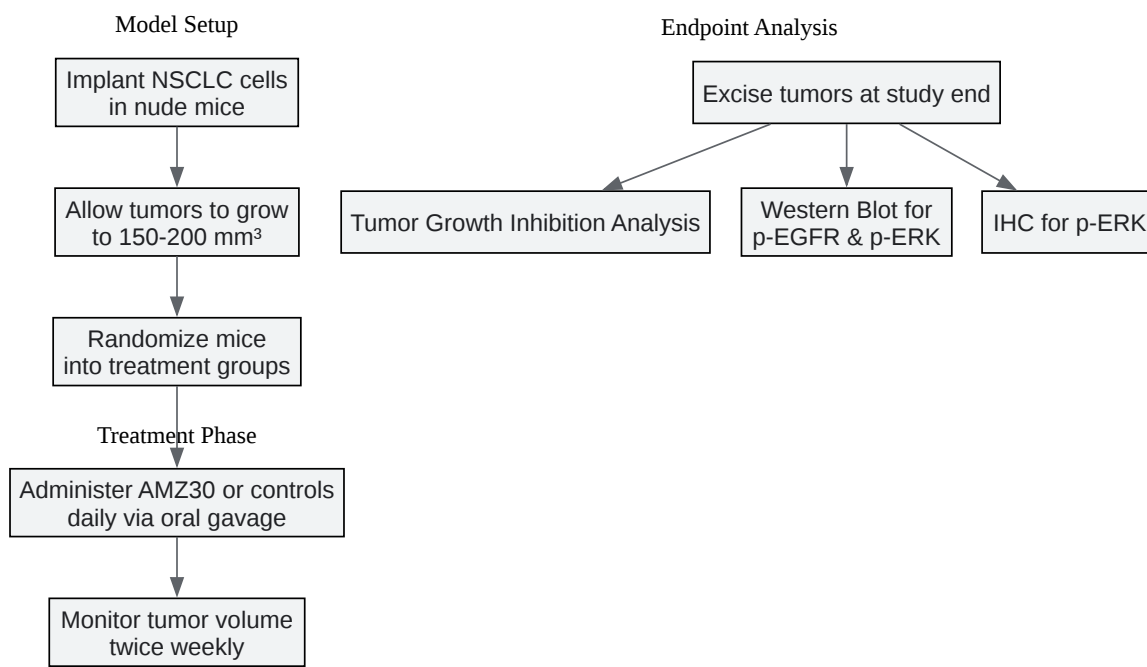 Model Setup
Implant NSCLC cells
in nude mice
Allow tumors to grow
to 150-200 mm³
Randomize mice
into treatment groups
Treatment Phase
Administer AMZ30 or controls
daily via oral gavage
Monitor tumor volume
twice weekly
Endpoint Analysis
Excise tumors at study end
Tumor Growth Inhibition Analysis
Western Blot for
p-EGFR & p-ERK
IHC for p-ERK